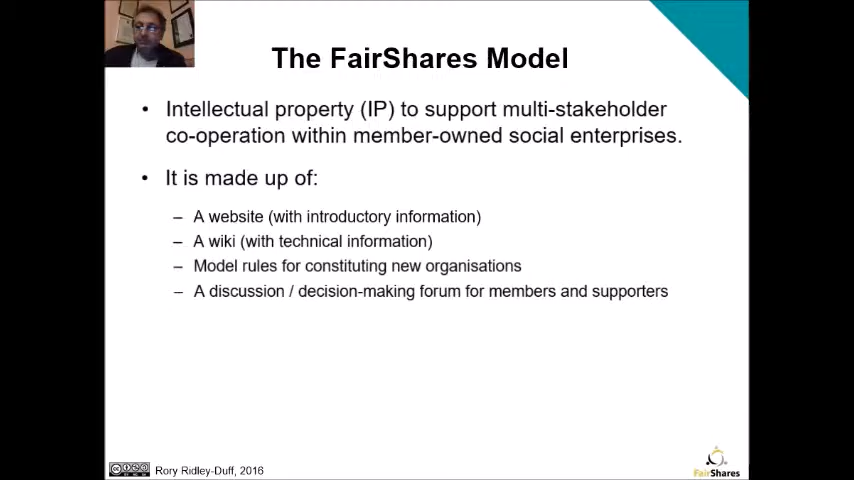 The FairShares Model
• Intellectual property (IP) to support multi-stakeholder
co-operation within member-owned social enterprises.
• It is made up of:
– A website (with introductory information)
– A wiki (with technical information)
– Model rules for constituting new organisations
– A discussion / decision-making forum for members and supporters
Rory Ridley-Duff, 2016
FairShares